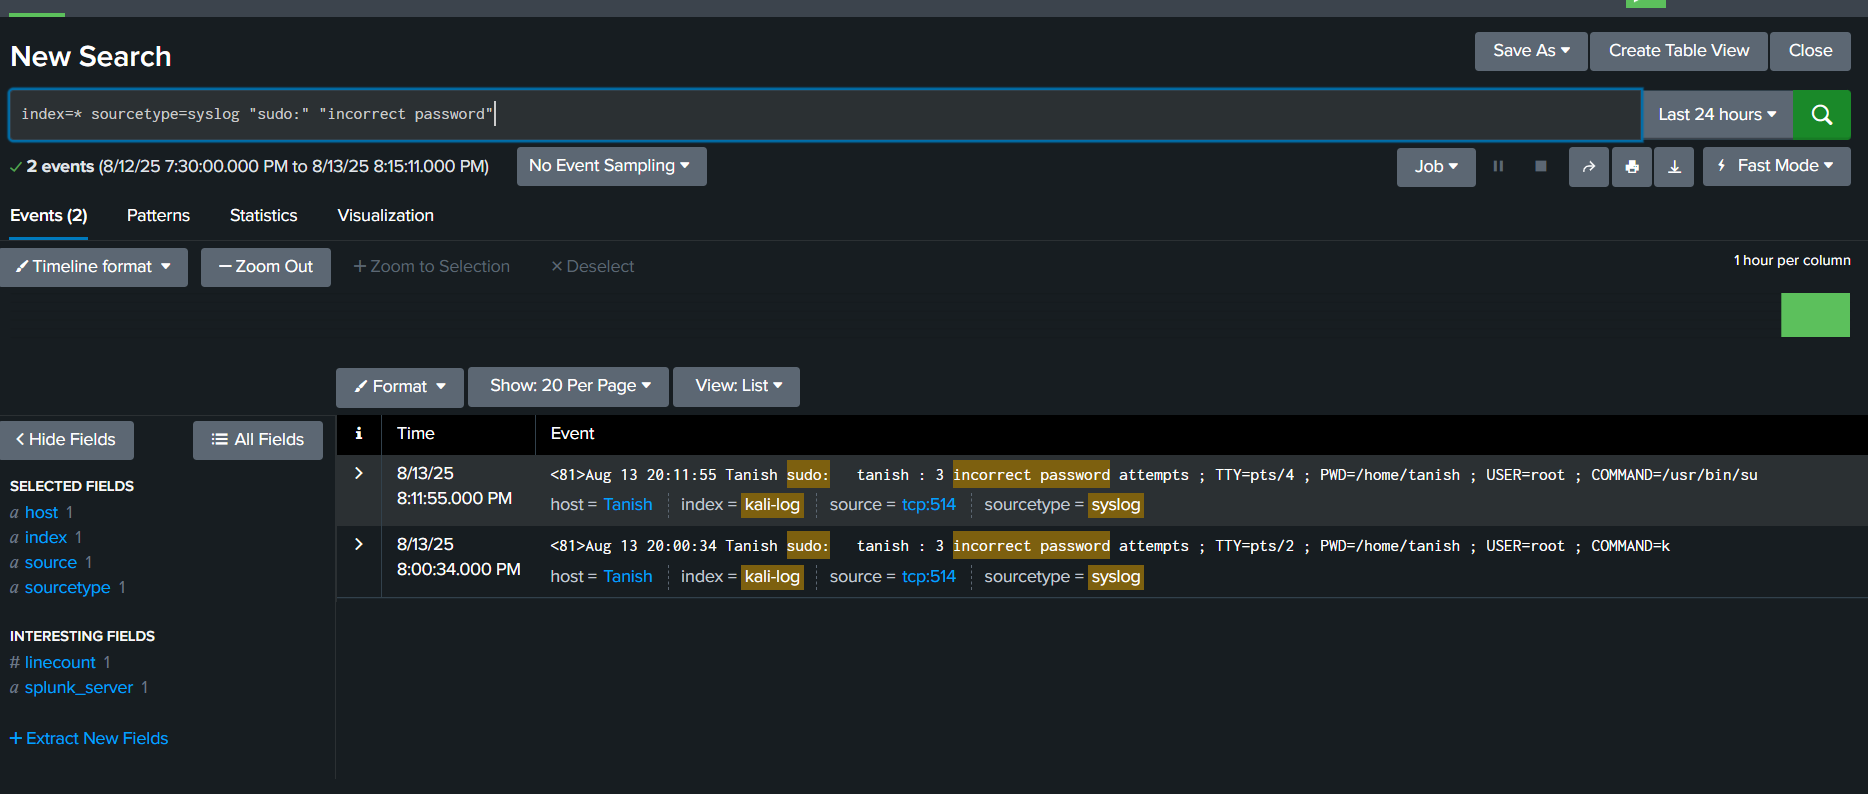 New Search
Save As
Create Table View
Close
index=* sourcetype=syslog "sudo:" "incorrect password"
Last 24 hours
2 events (8/12/25 7:30:00.000 PM to 8/13/25 8:15:11.000 PM)
No Event Sampling
Job
Fast Mode
Events (2)
Patterns
Statistics
Visualization
Timeline format
Zoom Out
+ Zoom to Selection
× Deselect
1 hour per column
Format
Show: 20 Per Page
View: List
Hide Fields
All Fields
i
Time
Event
SELECTED FIELDS
a host 1
a index 1
a source 1
a sourcetype 1
INTERESTING FIELDS
# linecount 1
a splunk_server 1
+ Extract New Fields
8/13/25
8:11:55.000 PM
<81>Aug 13 20:11:55 Tanish sudo:   tanish : 3 incorrect password attempts ; TTY=pts/4 ; PWD=/home/tanish ; USER=root ; COMMAND=/usr/bin/su
host = Tanish
index = kali-log
source = tcp:514
sourcetype = syslog
8/13/25
8:00:34.000 PM
<81>Aug 13 20:00:34 Tanish sudo:   tanish : 3 incorrect password attempts ; TTY=pts/2 ; PWD=/home/tanish ; USER=root ; COMMAND=k
host = Tanish
index = kali-log
source = tcp:514
sourcetype = syslog